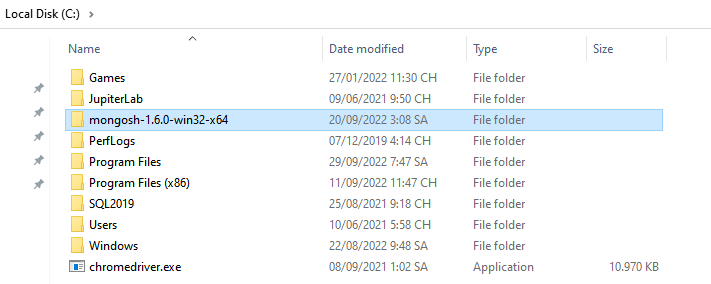 Local Disk (C:)
Name Date modified Type Size
Games 27/01/2022 11:30 CH File folder
JupiterLab 09/06/2021 9:50 CH File folder
mongosh-1.6.0-win32-x64 20/09/2022 3:08 SA File folder
PerfLogs 07/12/2019 4:14 CH File folder
Program Files 29/09/2022 7:47 SA File folder
Program Files (x86) 11/09/2022 11:47 CH File folder
SQL2019 25/08/2021 9:18 CH File folder
Users 10/06/2021 5:58 CH File folder
Windows 22/08/2022 9:48 SA File folder
chromedriver.exe 08/09/2021 1:02 SA Application 10.970 KB